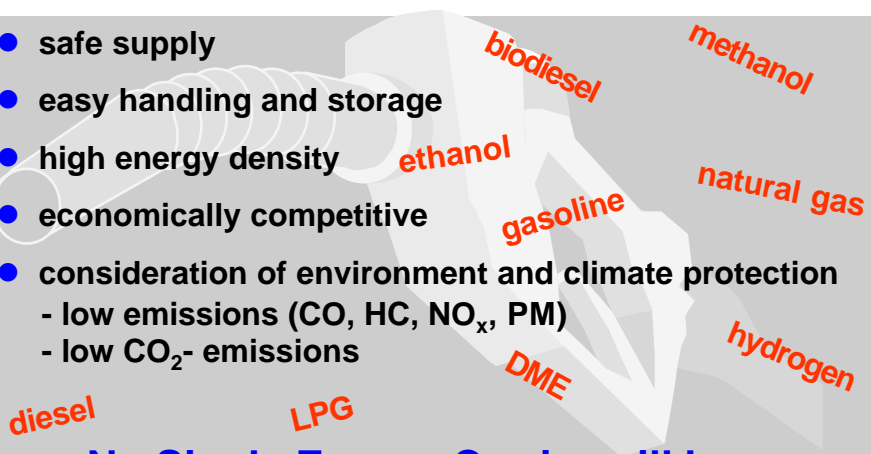 ● safe supply
biodiesel
methanol
● easy handling and storage
● high energy density
ethanol
natural gas
● economically competitive
gasoline
● consideration of environment and climate protection
- low emissions (CO, HC, NOx, PM)
- low CO2- emissions
hydrogen
DME
diesel
LPG